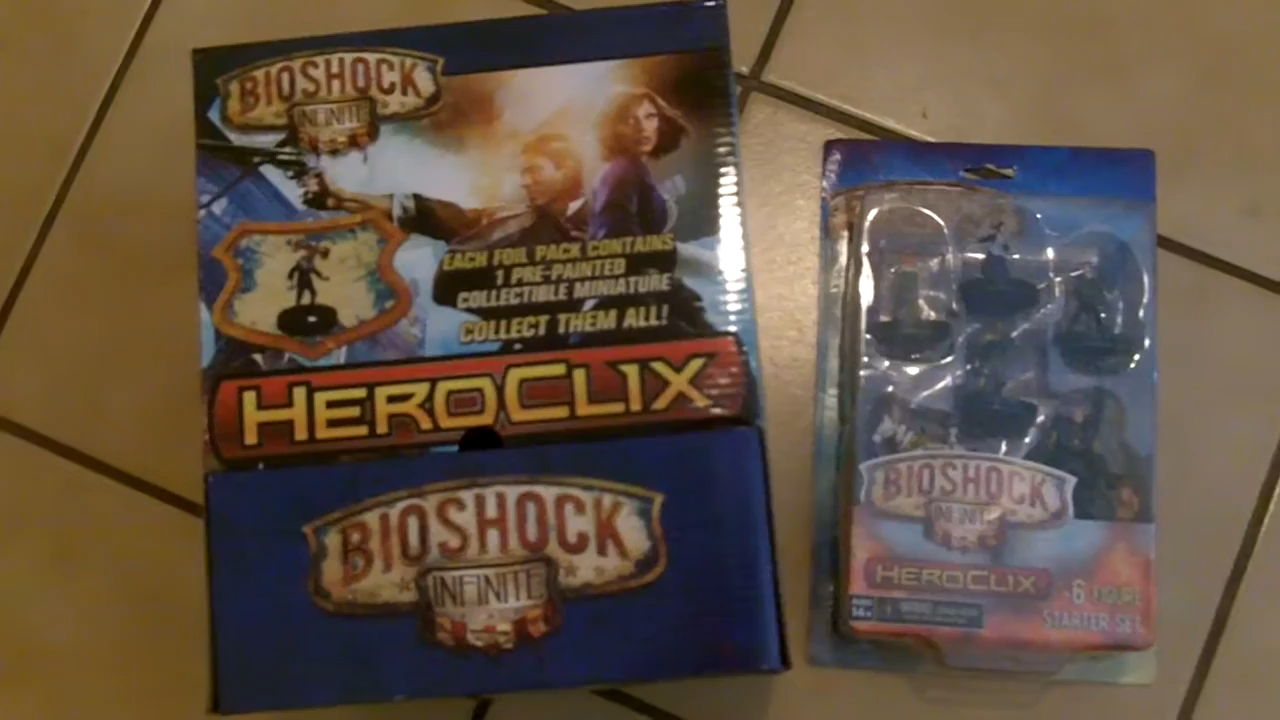 BIOSHOCK
INFINITE
EACH FOIL PACK CONTAINS
1 PRE-PAINTED
COLLECTIBLE MINIATURE
COLLECT THEM ALL!
HEROCLIX
BIOSHOCK
INFINITE
BIOSHOCK
INFINITE
HEROCLIX
6 FIGURE
STARTER SET
14+